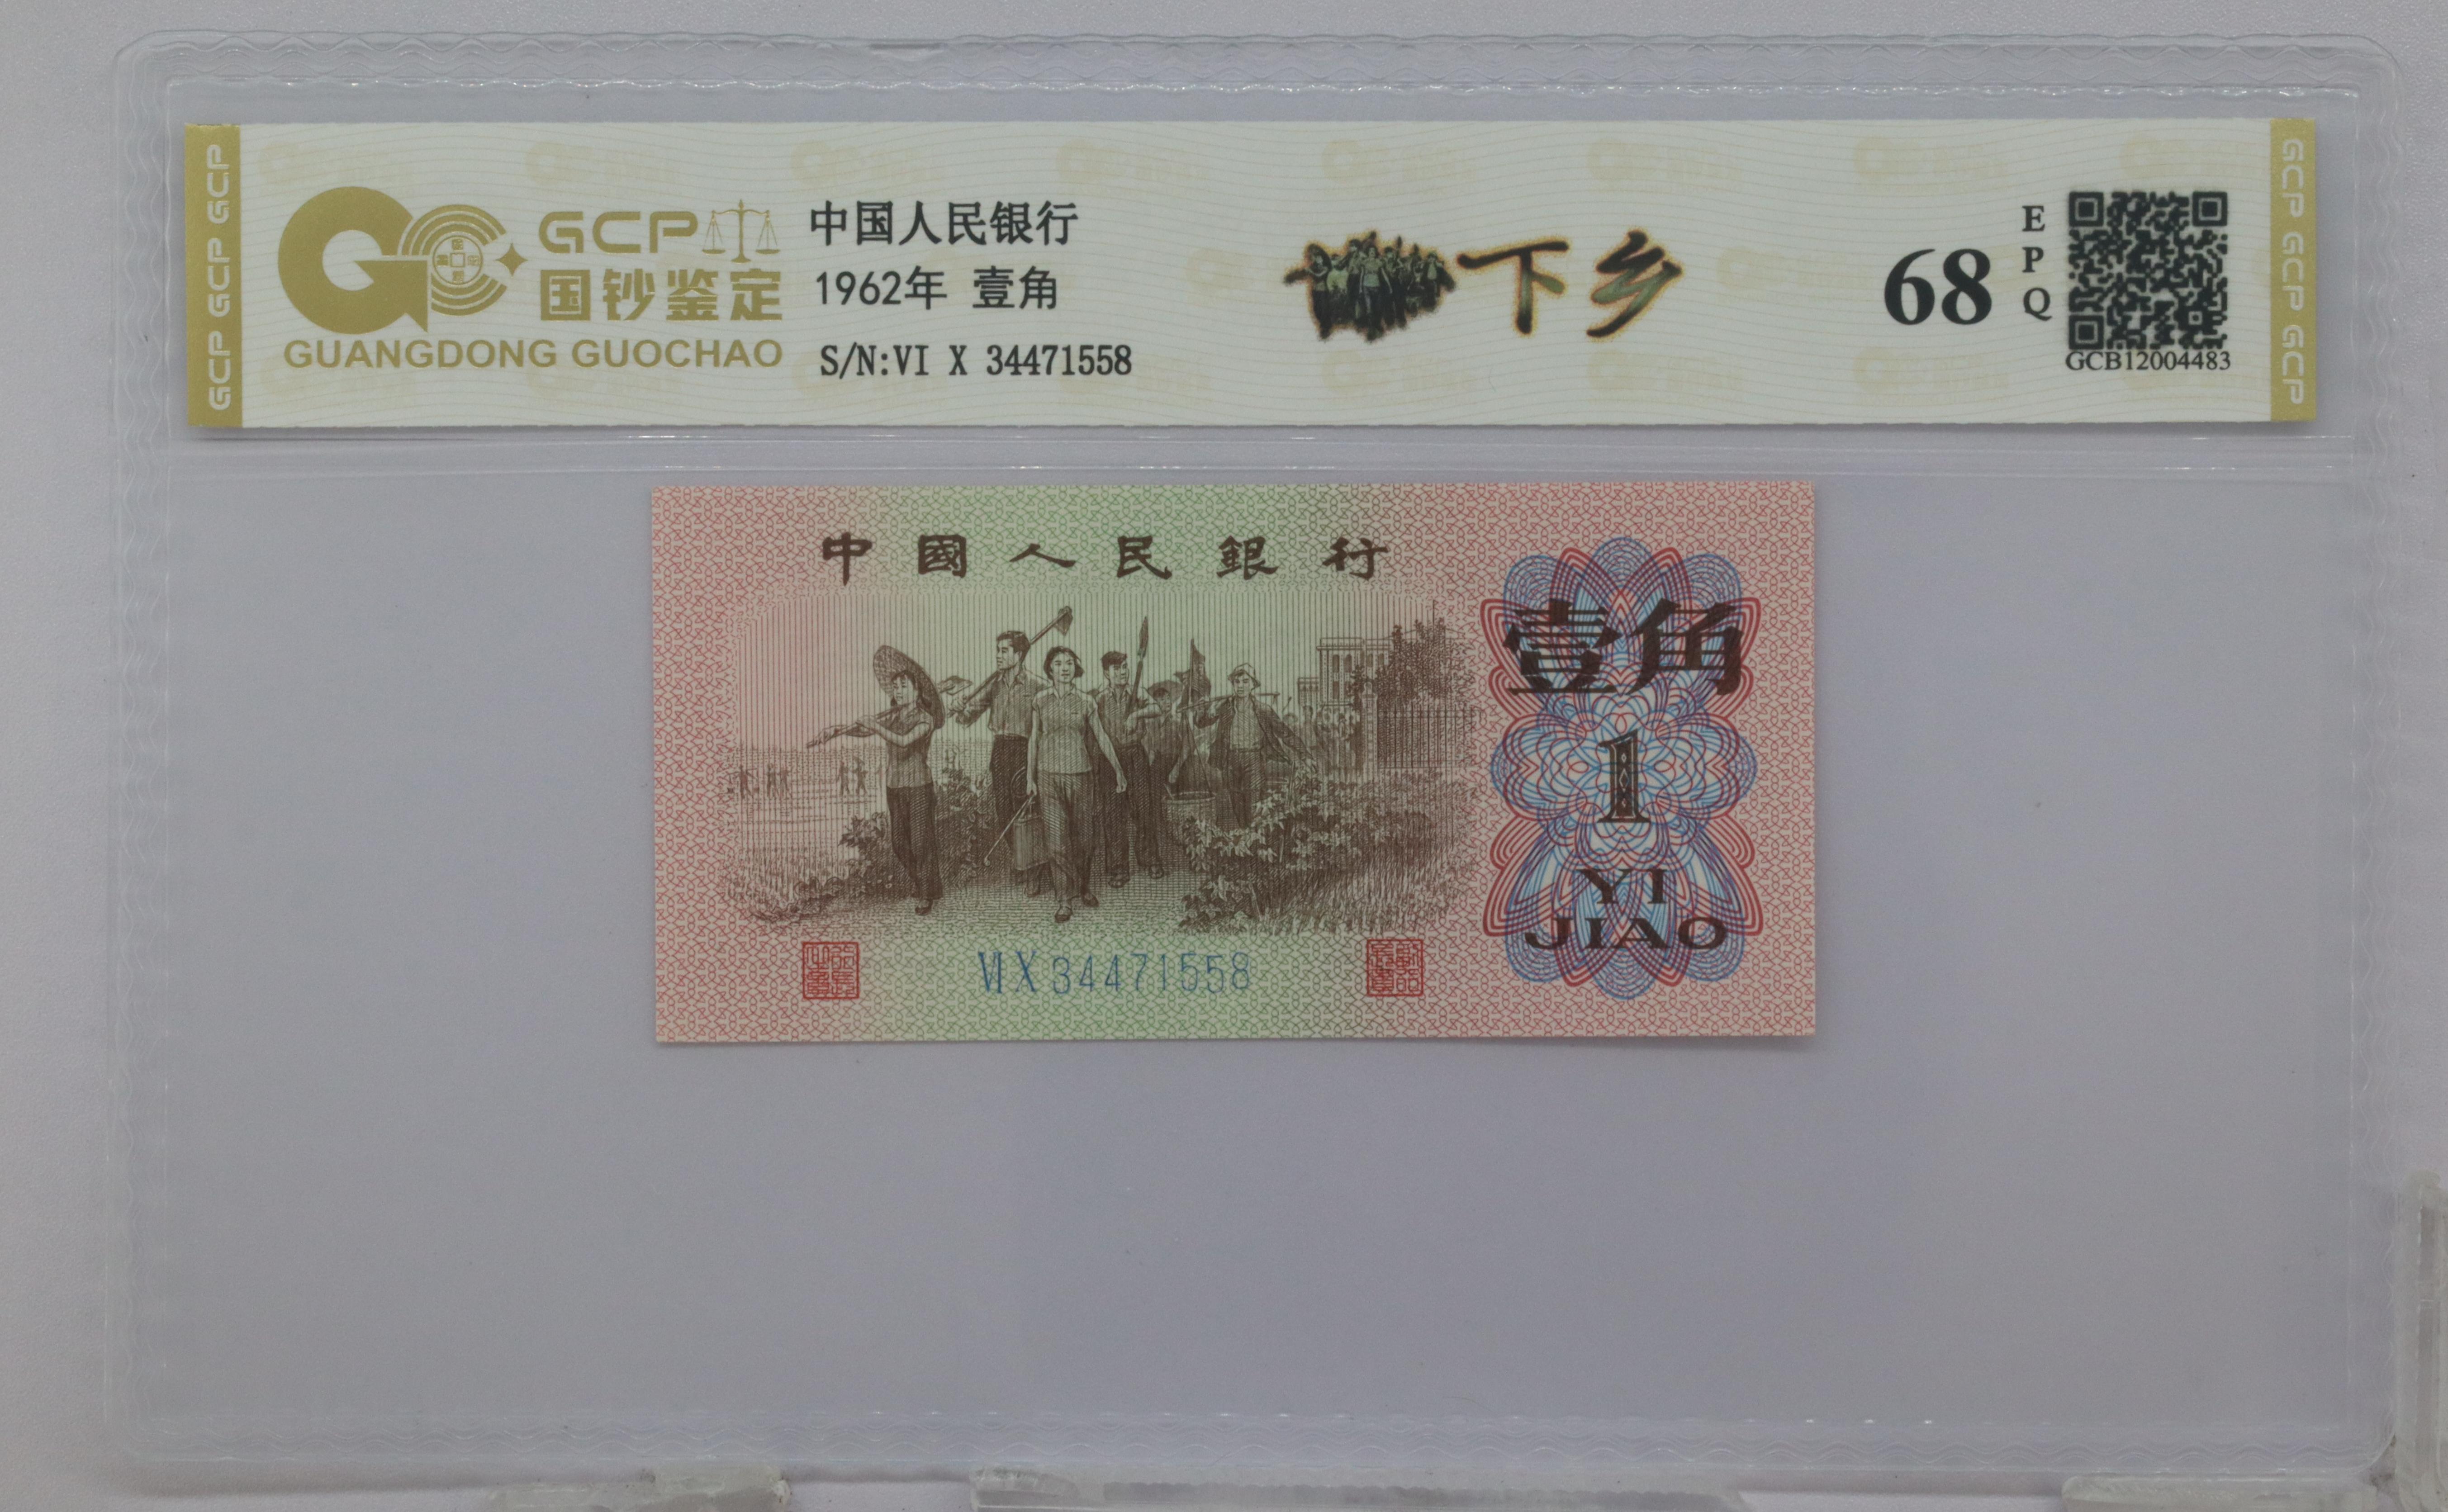 GCP GCP GCP
GCP
国钞鉴定
GUANGDONG GUOCHAO
中国人民银行
1962年 壹角
S/N:VI X 34471558
下乡
68
EPQ
GCB12004483
GCP GCP GCP
中國人民銀行
壹角
1
YI
JIAO
VI X 34471558